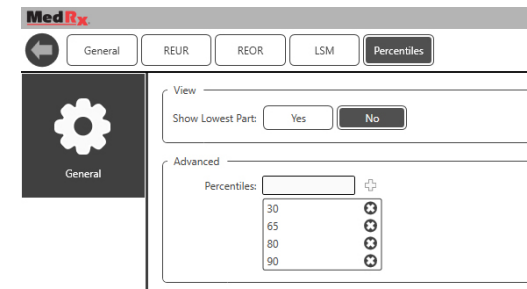 MedRx
General REUR REOR LSM Percentiles
General
View
Show Lowest Part: Yes No
Advanced
Percentiles:
30
65
80
90